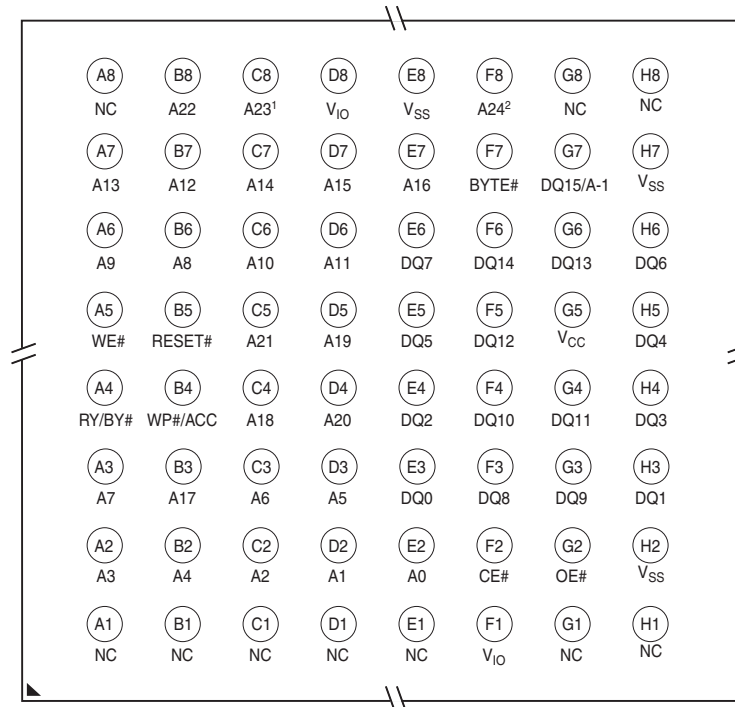 A8 B8 C8 D8 E8 F8 G8 H8
NC A22 A23¹ VIO VSS A24² NC NC
A7 B7 C7 D7 E7 F7 G7 H7
A13 A12 A14 A15 A16 BYTE# DQ15/A-1 VSS
A6 B6 C6 D6 E6 F6 G6 H6
A9 A8 A10 A11 DQ7 DQ14 DQ13 DQ6
A5 B5 C5 D5 E5 F5 G5 H5
WE# RESET# A21 A19 DQ5 DQ12 VCC DQ4
A4 B4 C4 D4 E4 F4 G4 H4
RY/BY# WP#/ACC A18 A20 DQ2 DQ10 DQ11 DQ3
A3 B3 C3 D3 E3 F3 G3 H3
A7 A17 A6 A5 DQ0 DQ8 DQ9 DQ1
A2 B2 C2 D2 E2 F2 G2 H2
A3 A4 A2 A1 A0 CE# OE# VSS
A1 B1 C1 D1 E1 F1 G1 H1
NC NC NC NC NC VIO NC NC